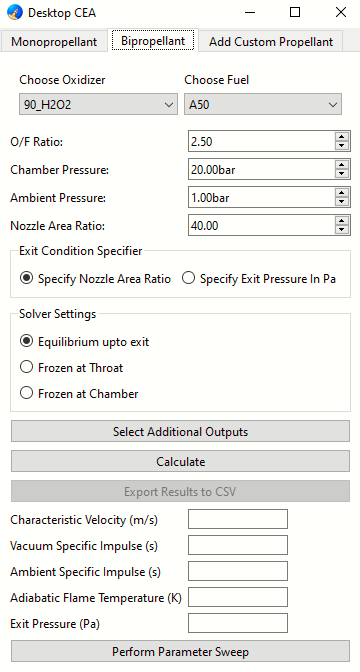 Desktop CEA
Monopropellant Bipropellant Add Custom Propellant
Choose Oxidizer Choose Fuel
90_H2O2 A50
O/F Ratio: 2.50
Chamber Pressure: 20.00bar
Ambient Pressure: 1.00bar
Nozzle Area Ratio: 40.00
Exit Condition Specifier
Specify Nozzle Area Ratio Specify Exit Pressure In Pa
Solver Settings
Equilibrium upto exit
Frozen at Throat
Frozen at Chamber
Select Additional Outputs
Calculate
Export Results to CSV
Characteristic Velocity (m/s)
Vacuum Specific Impulse (s)
Ambient Specific Impulse (s)
Adiabatic Flame Temperature (K)
Exit Pressure (Pa)
Perform Parameter Sweep